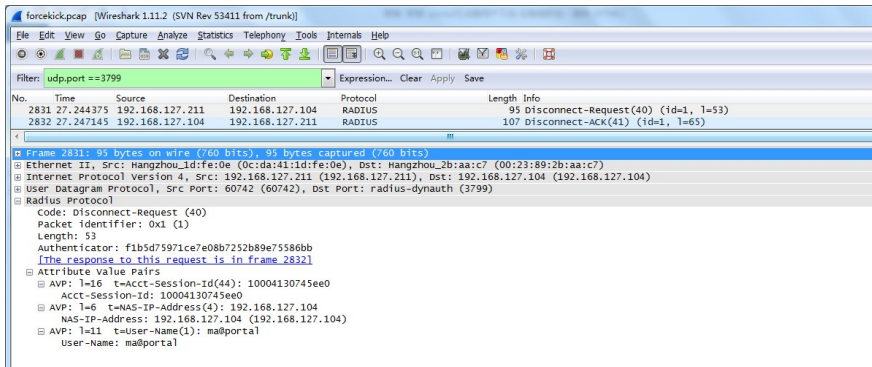 forcekick.pcap [Wireshark 1.11.2 (SVN Rev 53411 from /trunk)]
File Edit View Go Capture Analyze Statistics Telephony Tools Internals Help
Filter: udp.port ==3799 Expression... Clear Apply Save
No. Time Source Destination Protocol Length Info
2831 27.244375 192.168.127.211 192.168.127.104 RADIUS 95 Disconnect-Request(40) (id=1, l=53)
2832 27.247145 192.168.127.104 192.168.127.211 RADIUS 107 Disconnect-ACK(41) (id=1, l=65)
Frame 2831: 95 bytes on wire (760 bits), 95 bytes captured (760 bits)
Ethernet II, Src: Hangzhou_1d:fe:0e (0c:da:41:1d:fe:0e), Dst: Hangzhou_2b:aa:c7 (00:23:89:2b:aa:c7)
Internet Protocol Version 4, Src: 192.168.127.211 (192.168.127.211), Dst: 192.168.127.104 (192.168.127.104)
User Datagram Protocol, Src Port: 60742 (60742), Dst Port: radius-dynauth (3799)
Radius Protocol
Code: Disconnect-Request (40)
Packet identifier: 0x1 (1)
Length: 53
Authenticator: f1b5d75971ce7e08b7252b89e75586bb
[The response to this request is in frame 2832]
Attribute Value Pairs
AVP: l=16 t=Acct-Session-Id(44): 10004130745ee0
Acct-Session-Id: 10004130745ee0
AVP: l=6 t=NAS-IP-Address(4): 192.168.127.104
NAS-IP-Address: 192.168.127.104 (192.168.127.104)
AVP: l=11 t=User-Name(1): ma@portal
User-Name: ma@portal